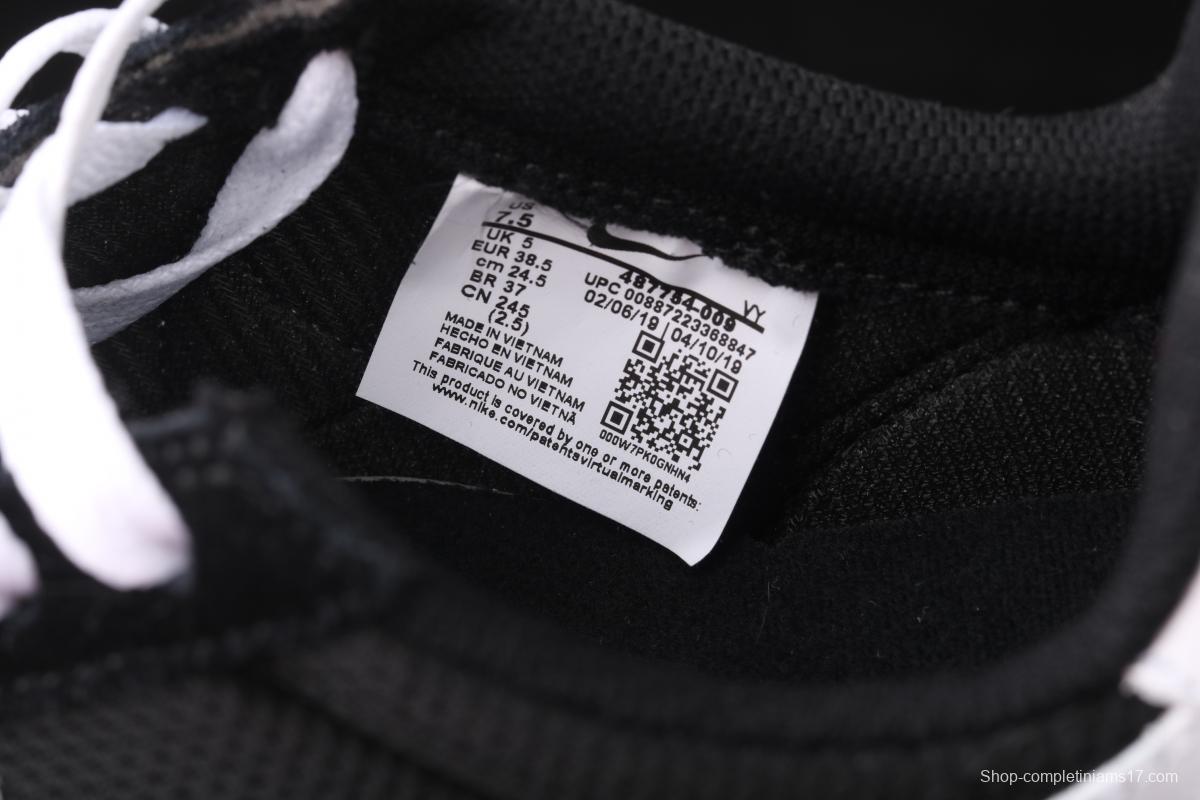 US
7.5
UK 5
EUR 38.5
cm 24.5
BR 37
CN 245
(2.5)
MADE IN VIETNAM
HECHO EN VIETNAM
FABRIQUE AU VIETNAM
FABRICADO NO VIETNÃ
This product is covered by one or more patents:
www.nike.com/patentsvirtualmarking
487754-009
VY
UPC 00887223368847
02/06/19 | 04/10/19
000W7PK0GNHN4
Shop-completiniams17.com